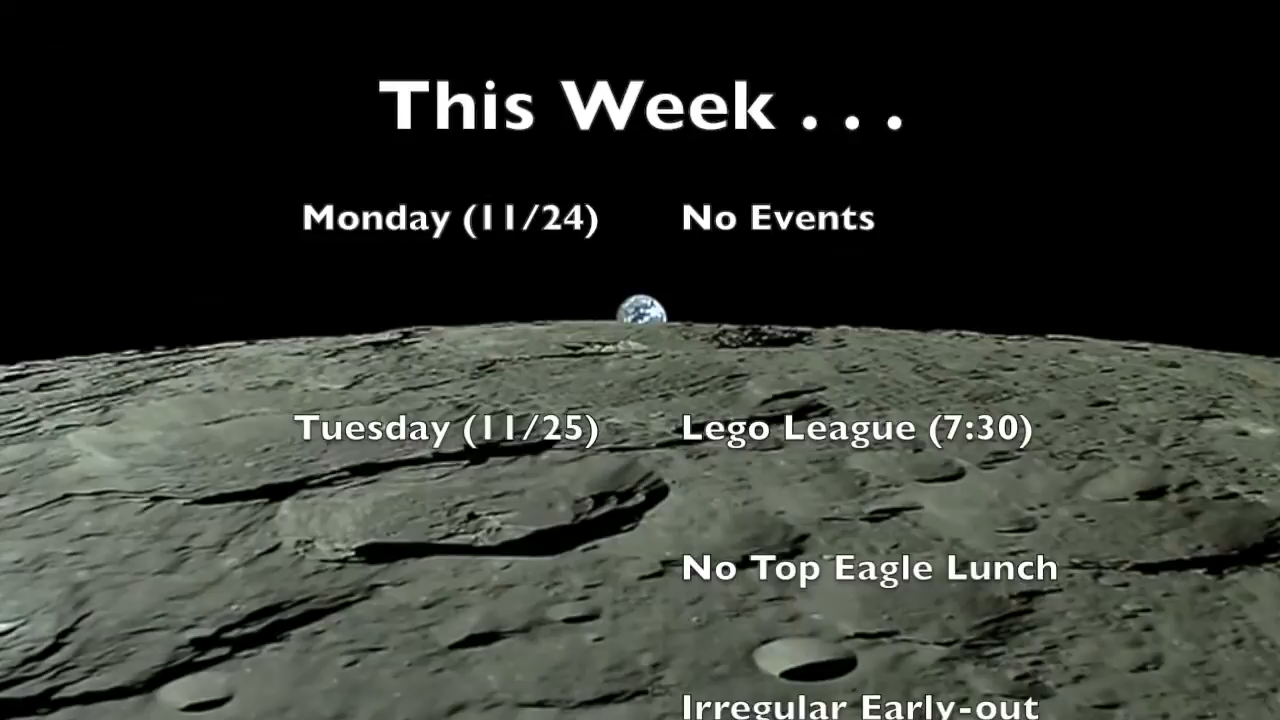 This Week . . .
Monday (11/24) No Events
Tuesday (11/25) Lego League (7:30)
No Top Eagle Lunch
Irregular Early-out